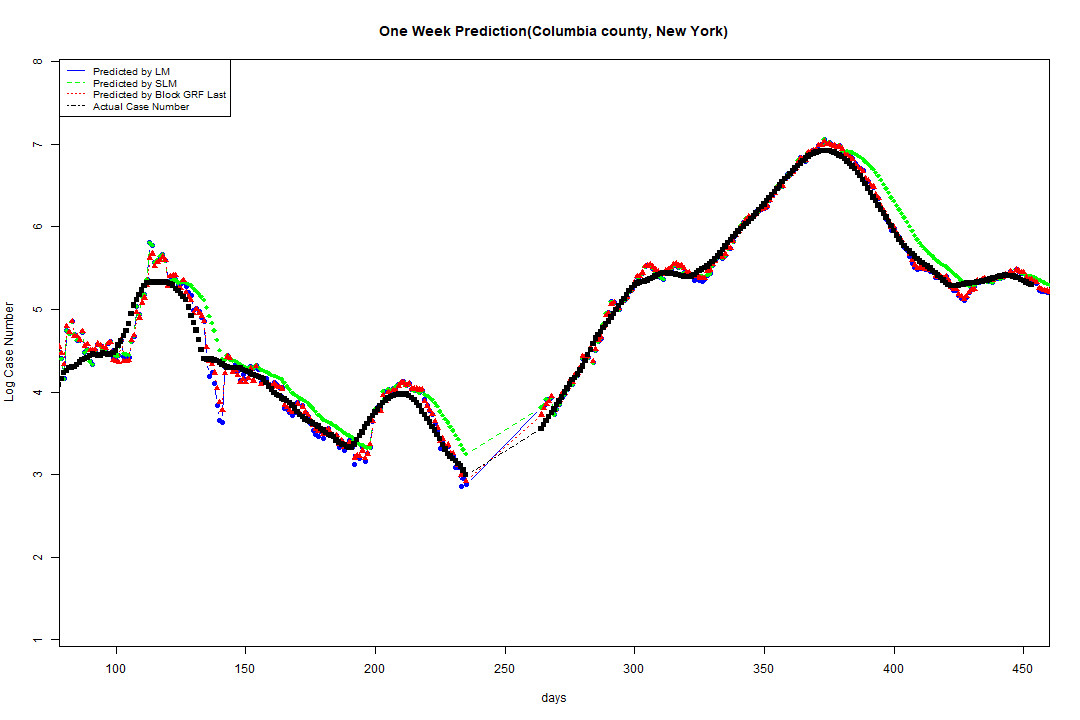 One Week Prediction(Columbia county, New York)
Predicted by LM
Predicted by SLM
Predicted by Block GRF Last
Actual Case Number
Log Case Number
8
7
6
5
4
3
2
1
100 150 200 250 300 350 400 450
days